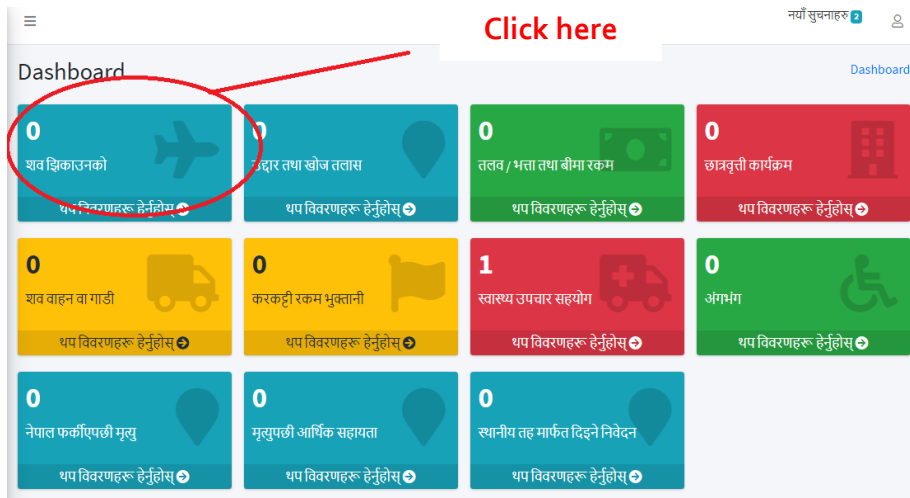 नयाँ सुचनाहरु 2
Click here
Dashboard
Dashboard
0
शव झिकाउनको
थप विवरणहरू हेर्नुहोस्
0
उद्दार तथा खोज तलास
थप विवरणहरू हेर्नुहोस्
0
तलव / भत्ता तथा बीमा रकम
थप विवरणहरू हेर्नुहोस्
0
छात्रवृत्ती कार्यक्रम
थप विवरणहरू हेर्नुहोस्
0
शव वाहन वा गाडी
थप विवरणहरू हेर्नुहोस्
0
करकट्टी रकम भुक्तानी
थप विवरणहरू हेर्नुहोस्
1
स्वास्थ्य उपचार सहयोग
थप विवरणहरू हेर्नुहोस्
0
अंगभंग
थप विवरणहरू हेर्नुहोस्
0
नेपाल फर्कीएपछी मृत्यु
थप विवरणहरू हेर्नुहोस्
0
मृत्युपछी आर्थिक सहायता
थप विवरणहरू हेर्नुहोस्
0
स्थानीय तह मार्फत दिइने निवेदन
थप विवरणहरू हेर्नुहोस्